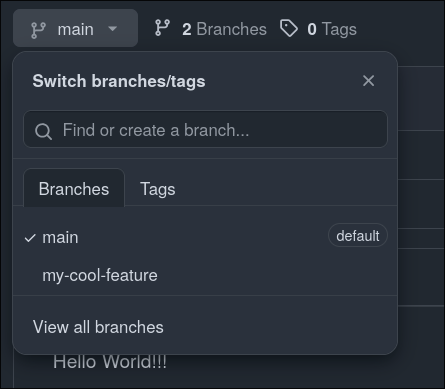 main 2 Branches 0 Tags
Switch branches/tags
Find or create a branch...
Branches Tags
main default
my-cool-feature
View all branches
Hello World!!!